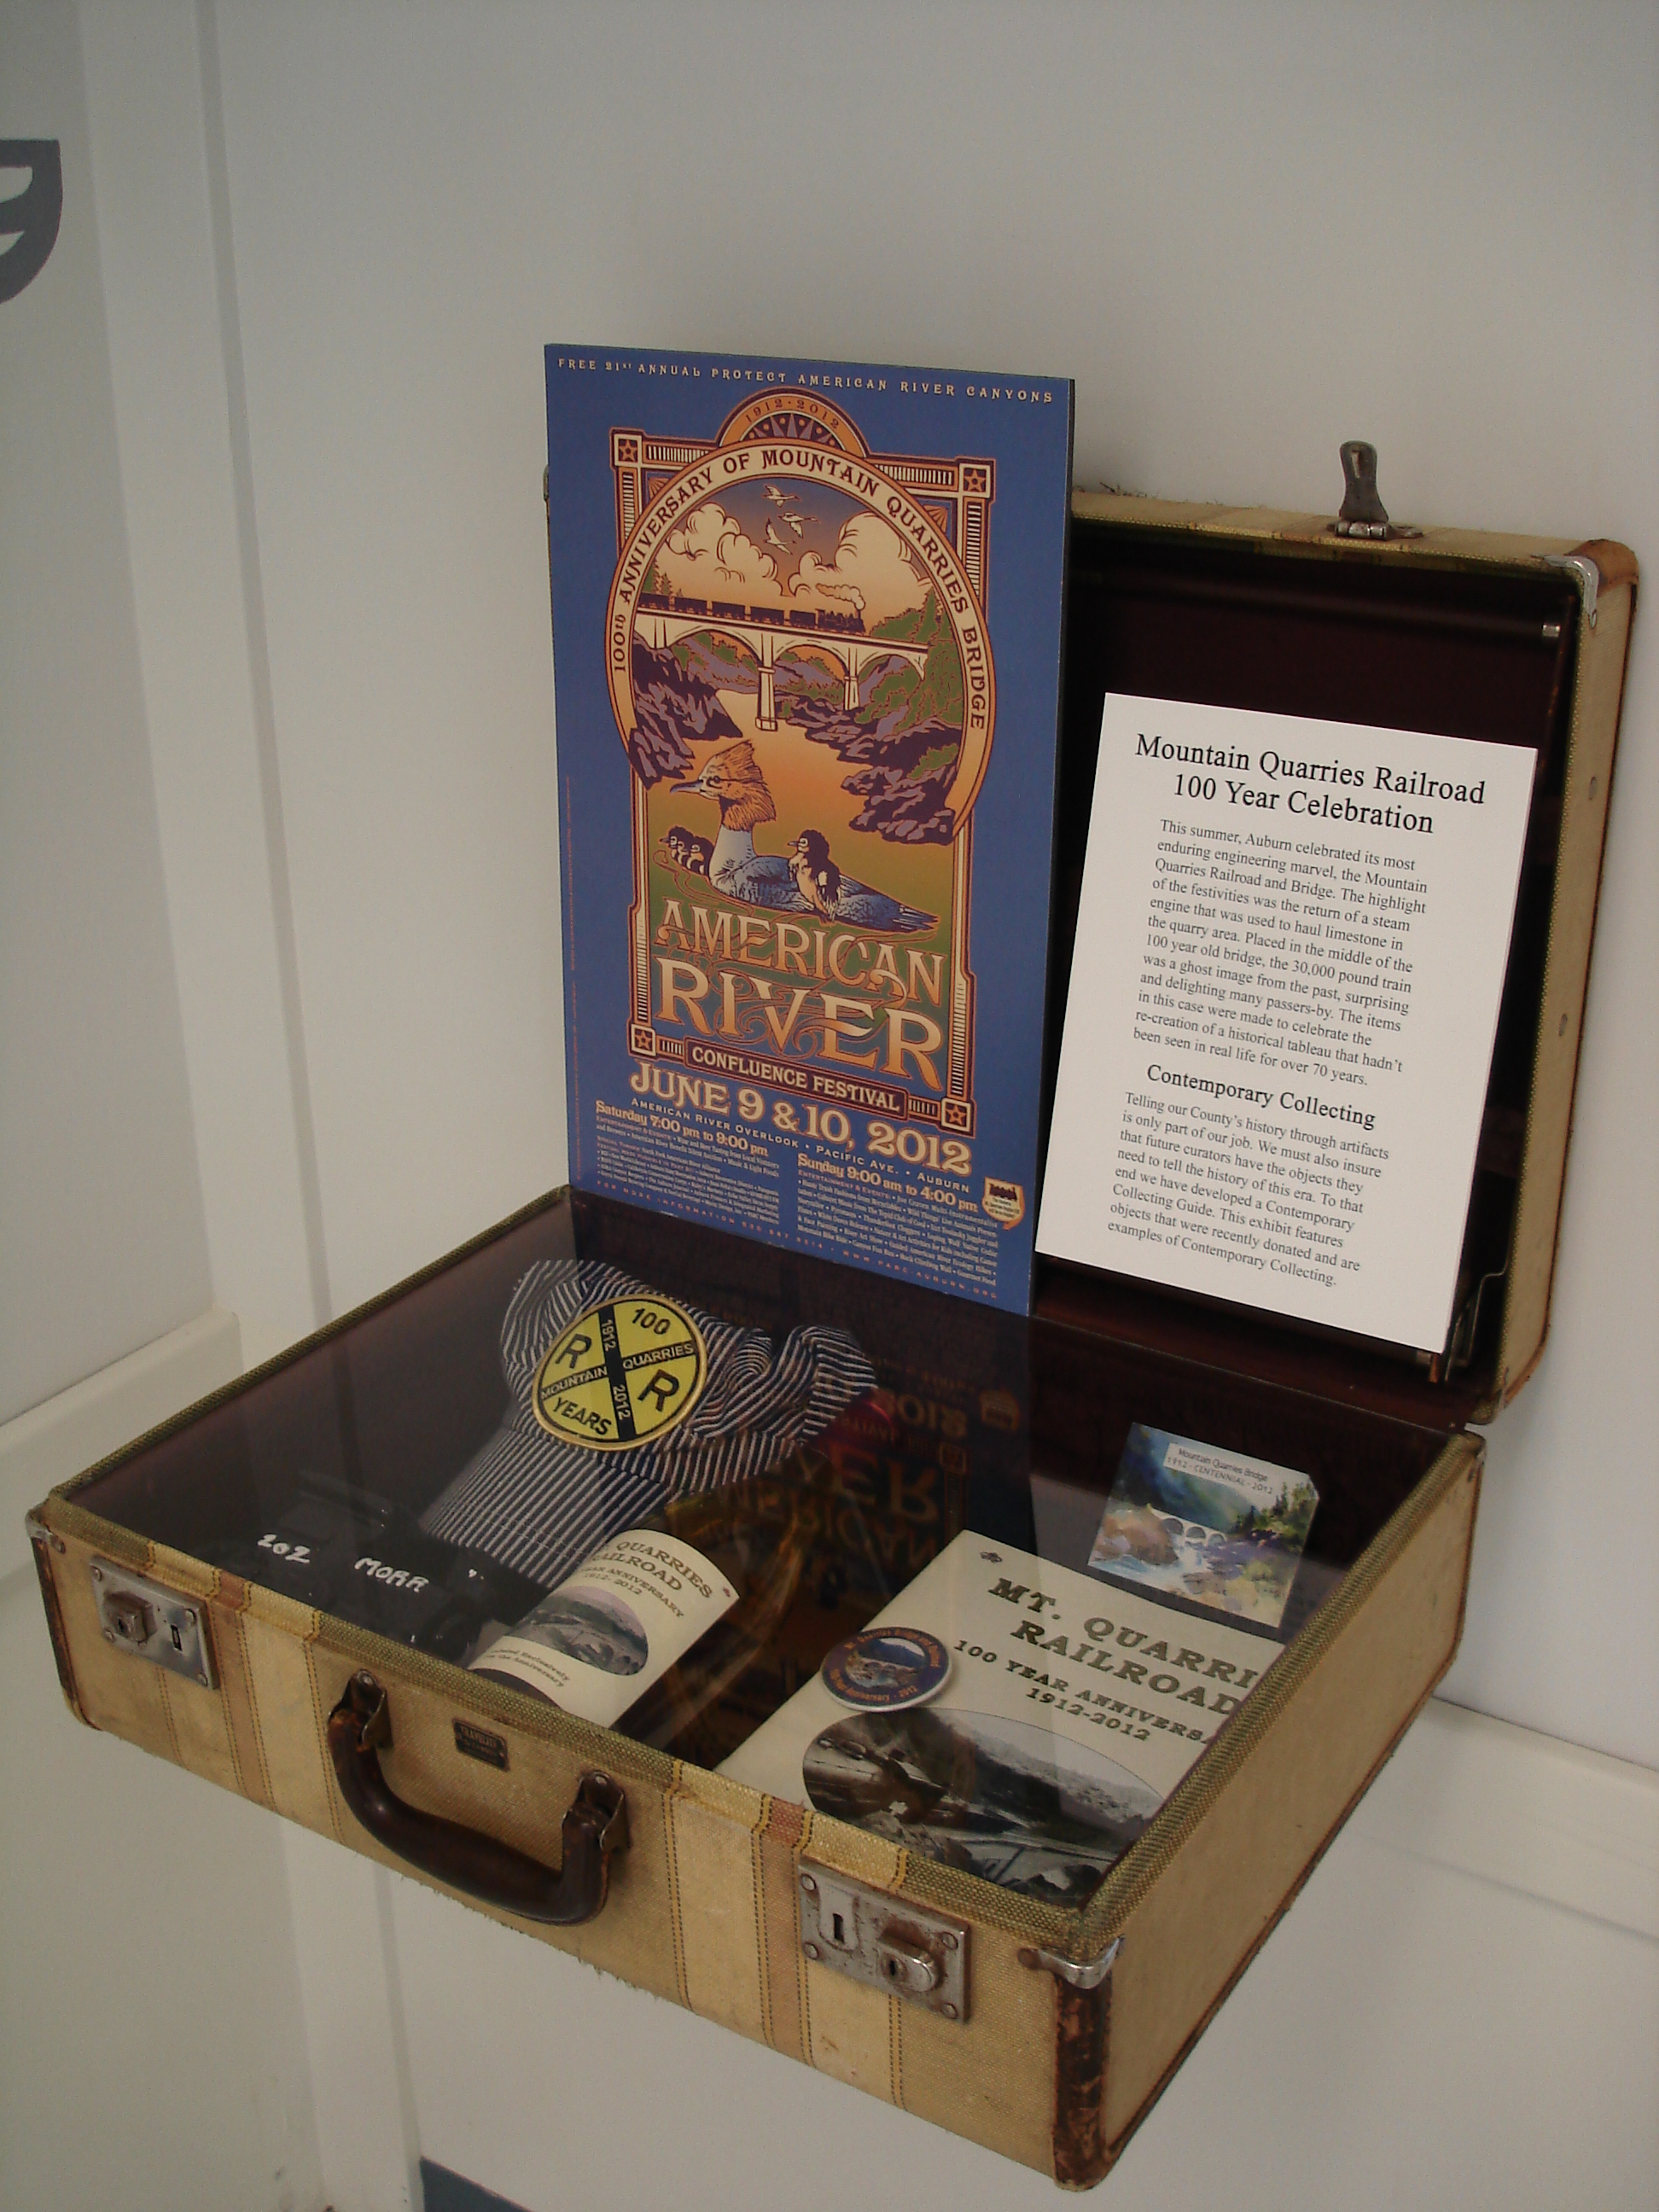 FREE 21ST ANNUAL PROTECT AMERICAN RIVER CANYONS
1912-2012
100th ANNIVERSARY OF MOUNTAIN QUARRIES BRIDGE
AMERICAN
RIVER
CONFLUENCE FESTIVAL
JUNE 9 & 10, 2012
AMERICAN RIVER OVERLOOK • PACIFIC AVE. • AUBURN
Saturday 7:00 pm to 9:00 pm
Sunday 9:00 am to 4:00 pm
Mountain Quarries Railroad
100 Year Celebration
This summer, Auburn celebrated its most
enduring engineering marvel, the Mountain
Quarries Railroad and Bridge. The highlight
of the festivities was the return of a steam
engine that was used to haul limestone in
the quarry area. Placed in the middle of the
100 year old bridge, the 30,000 pound train
was a ghost image from the past, surprising
and delighting many passers-by. The items
in this case were made to celebrate the
re-creation of a historical tableau that hadn't
been seen in real life for over 70 years.
Contemporary Collecting
Telling our County's history through artifacts
is only part of our job. We must also insure
that future curators have the objects they
need to tell the history of this era. To that
end we have developed a Contemporary
Collecting Guide. This exhibit features
objects that were recently donated and are
examples of Contemporary Collecting.
100
1912
R
QUARRIES
MOUNTAIN
R
2012
YEARS
Mountain Quarries Bridge
1912 - CENTENNIAL - 2012
202 MORR
QUARRIES
RAILROAD
YEAR ANNIVERSARY
1912-2012
MT. QUARRI
RAILROAD
100 YEAR ANNIVERSA
1912-2012